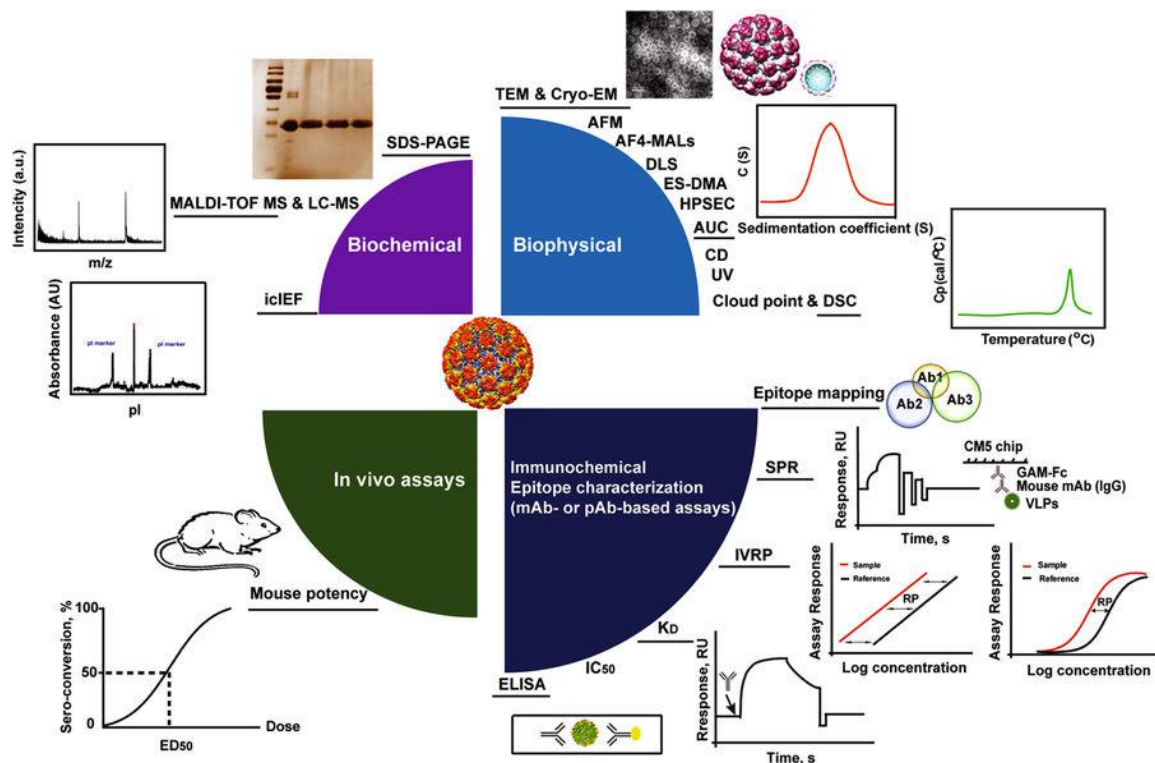 TEM & Cryo-EM
AFM
AF4-MALs
DLS
ES-DMA
HPSEC
AUC
CD
UV
Cloud point & DSC
SDS-PAGE
MALDI-TOF MS & LC-MS
icIEF
Biochemical
Biophysical
C (S)
Sedimentation coefficient (S)
Cp(cal/°C)
Temperature (°C)
Intencity (a.u.)
m/z
Absorbance (AU)
pI marker
pI marker
pI
In vivo assays
Immunochemical
Epitope characterization
(mAb- or pAb-based assays)
Epitope mapping
Ab1
Ab2
Ab3
SPR
Response, RU
Time, s
CM5 chip
GAM-Fc
Mouse mAb (IgG)
VLPs
IVRP
Assay Response
Sample
Reference
RP
Log concentration
Assay Response
Sample
Reference
RP
Log concentration
KD
IC50
ELISA
Rresponse, RU
Time, s
Mouse potency
Sero-conversion, %
100
50
0
Dose
ED50